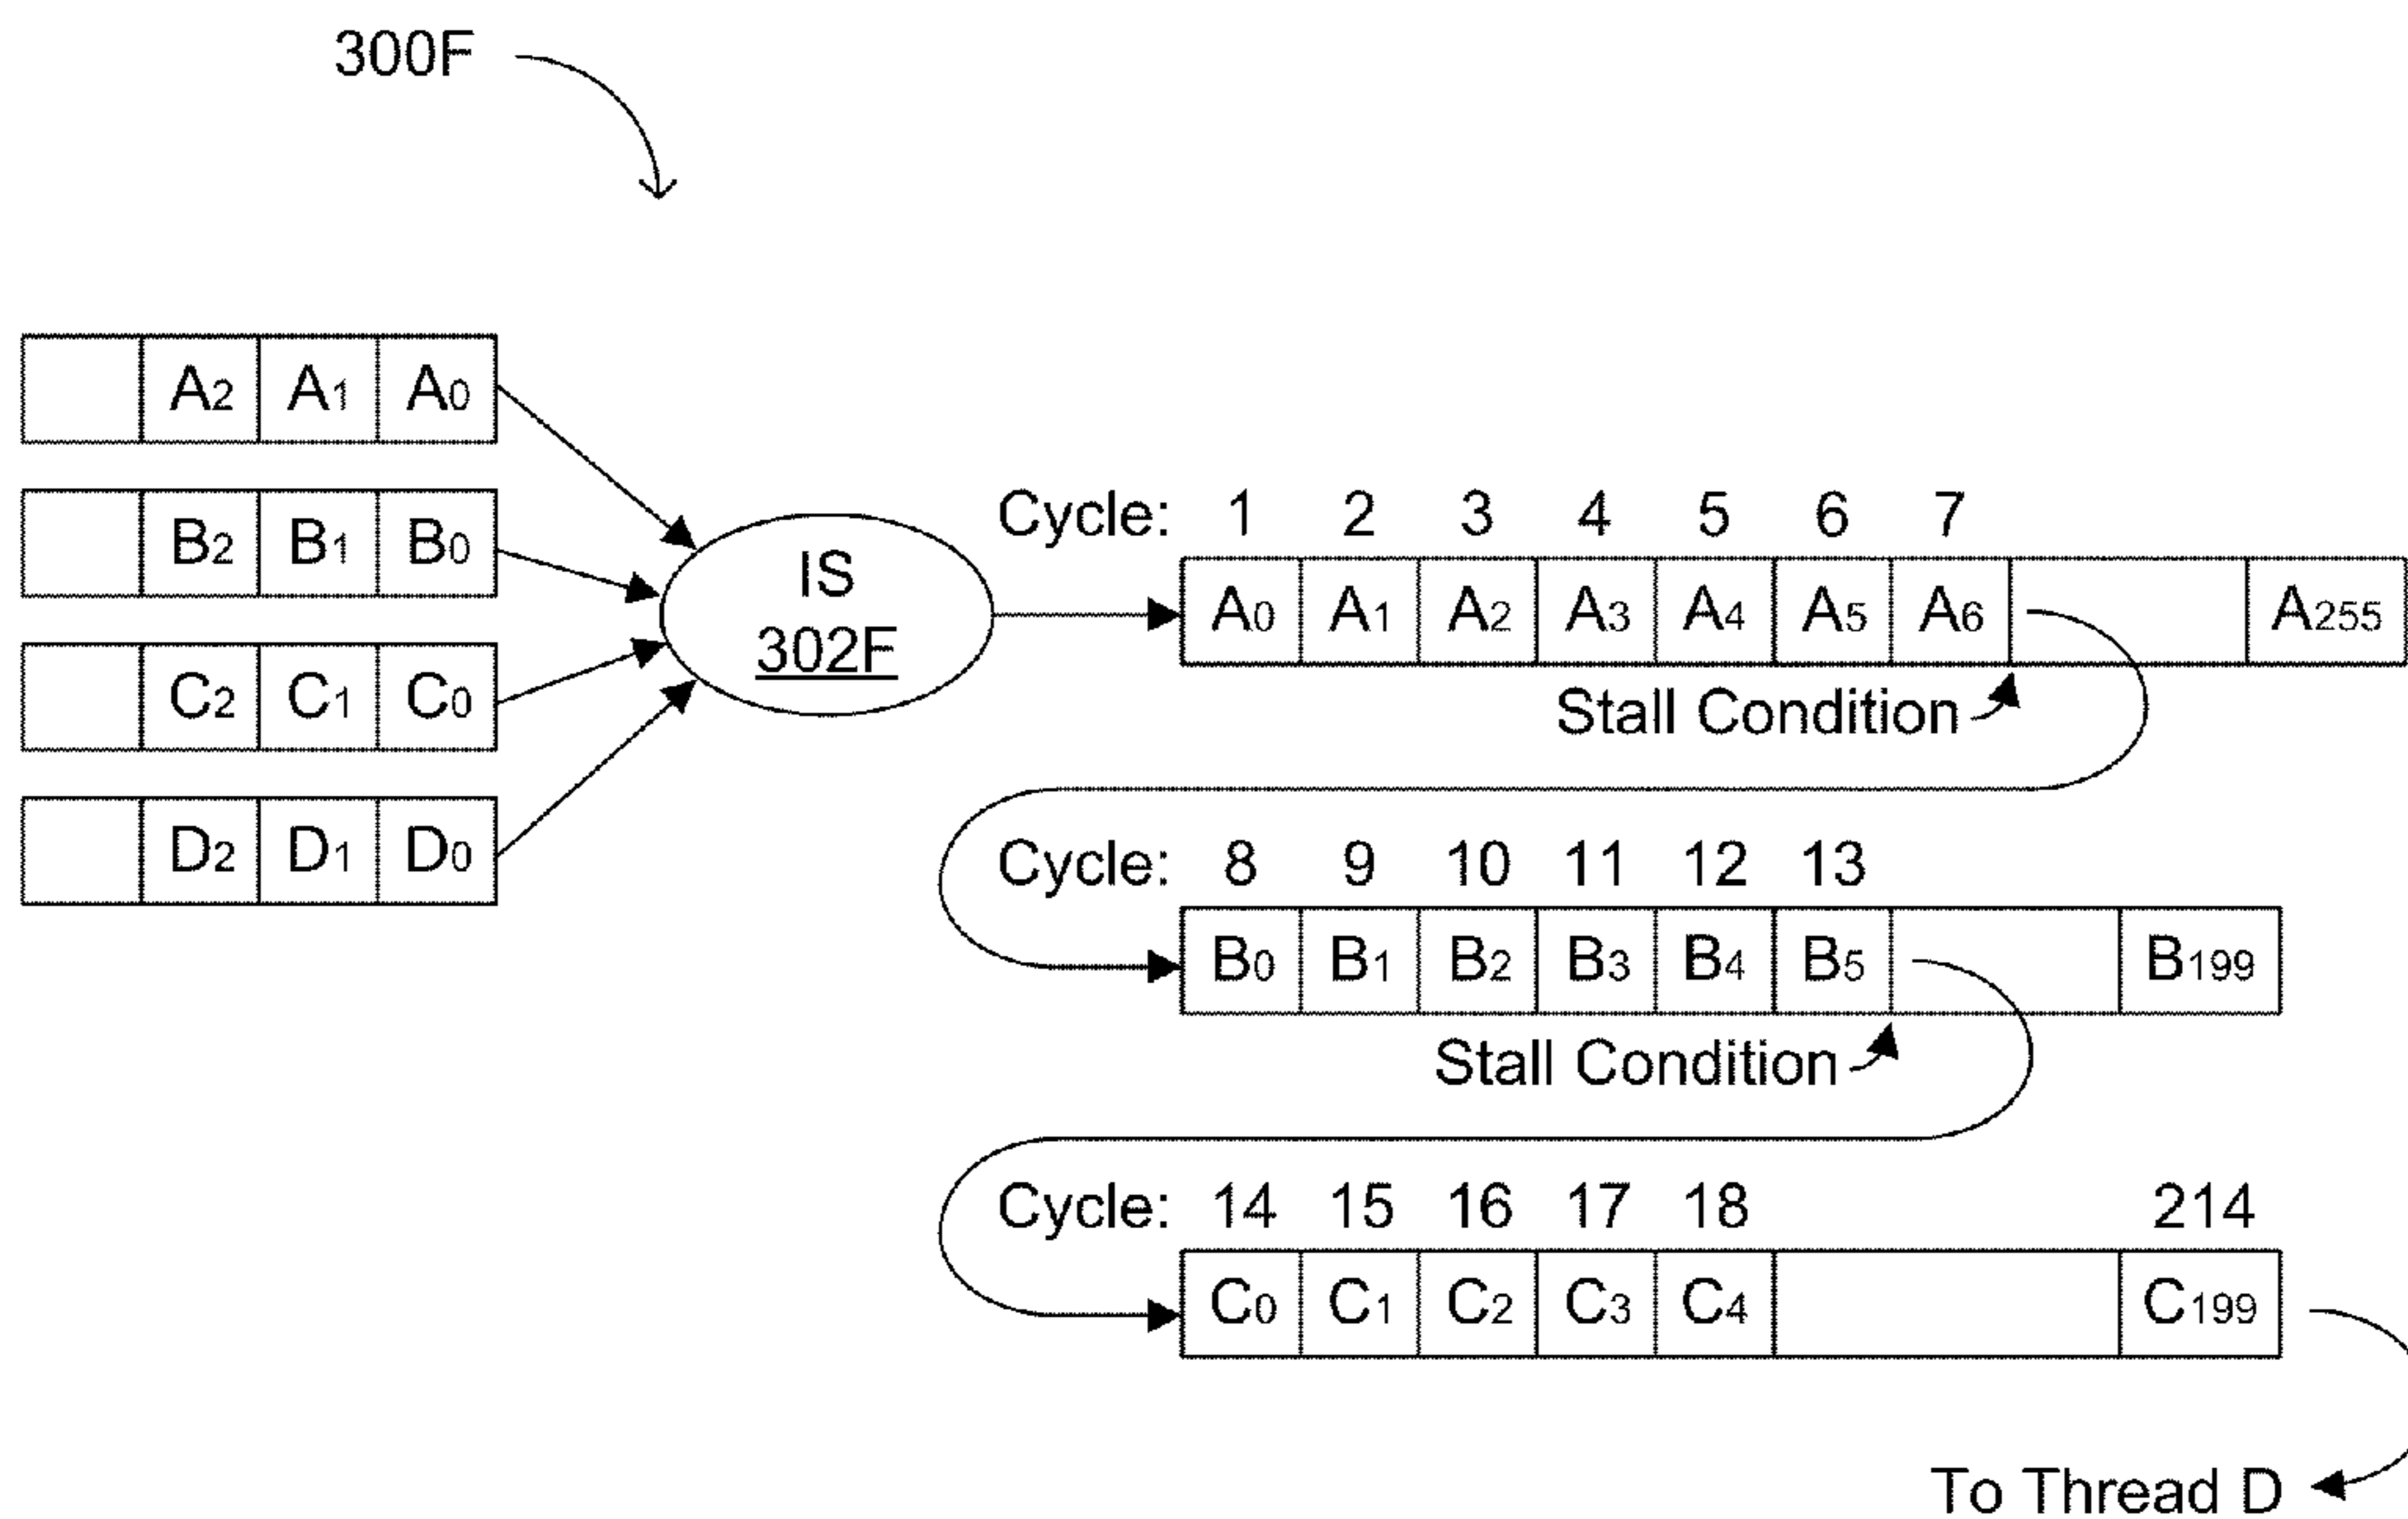 300F
A2 A1 A0
B2 B1 B0
C2 C1 C0
D2 D1 D0
IS
302F
Cycle: 1 2 3 4 5 6 7
A0 A1 A2 A3 A4 A5 A6 A255
Stall Condition
Cycle: 8 9 10 11 12 13
B0 B1 B2 B3 B4 B5 B199
Stall Condition
Cycle: 14 15 16 17 18 214
C0 C1 C2 C3 C4 C199
To Thread D